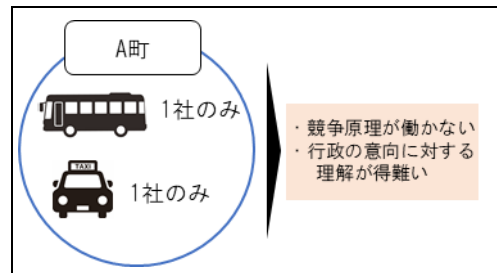 A町
1社のみ
TAXI
1社のみ
・競争原理が働かない
・行政の意向に対する
理解が得難い